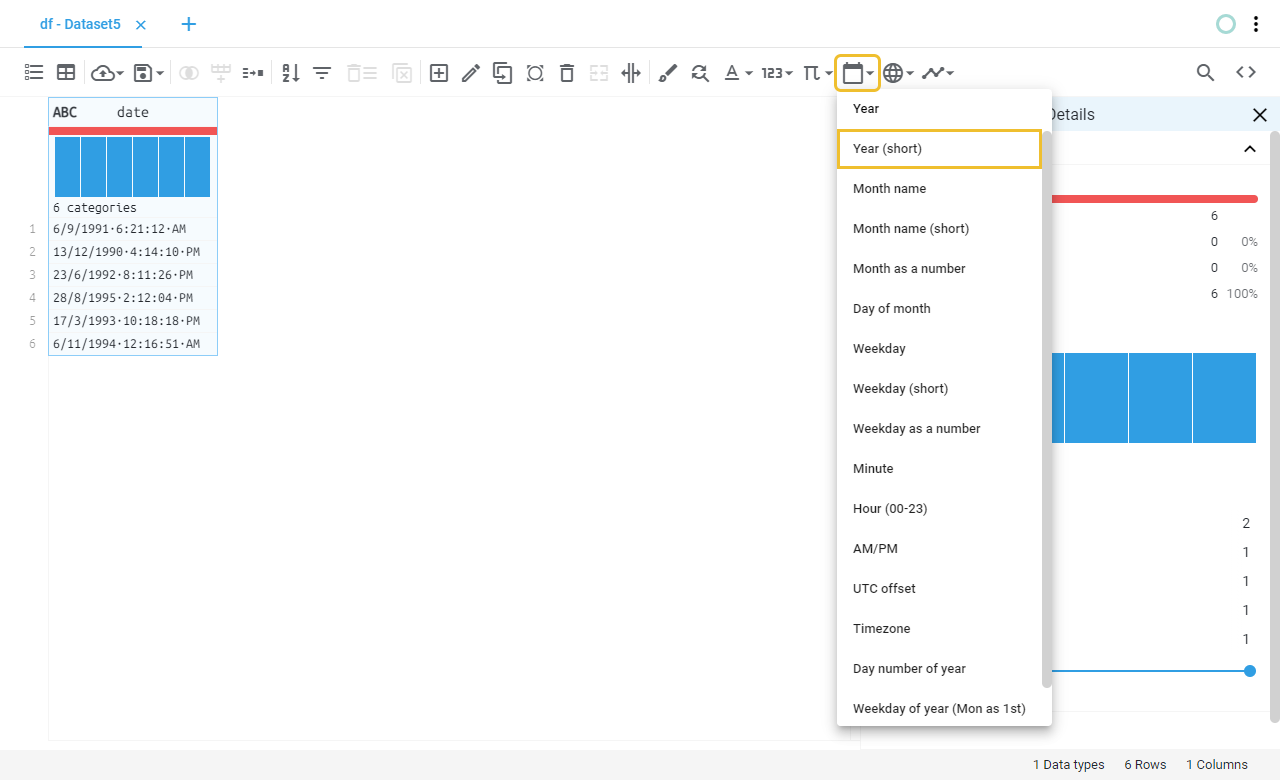 df - Dataset5
123
ABC date
6 categories
1 6/9/1991·6:21:12·AM
2 13/12/1990·4:14:10·PM
3 23/6/1992·8:11:26·PM
4 28/8/1995·2:12:04·PM
5 17/3/1993·10:18:18·PM
6 6/11/1994·12:16:51·AM
Year
Year (short)
Month name
Month name (short)
Month as a number
Day of month
Weekday
Weekday (short)
Weekday as a number
Minute
Hour (00-23)
AM/PM
UTC offset
Timezone
Day number of year
Weekday of year (Mon as 1st)
Details
6
0 0%
0 0%
6 100%
2
1
1
1
1
1 Data types 6 Rows 1 Columns